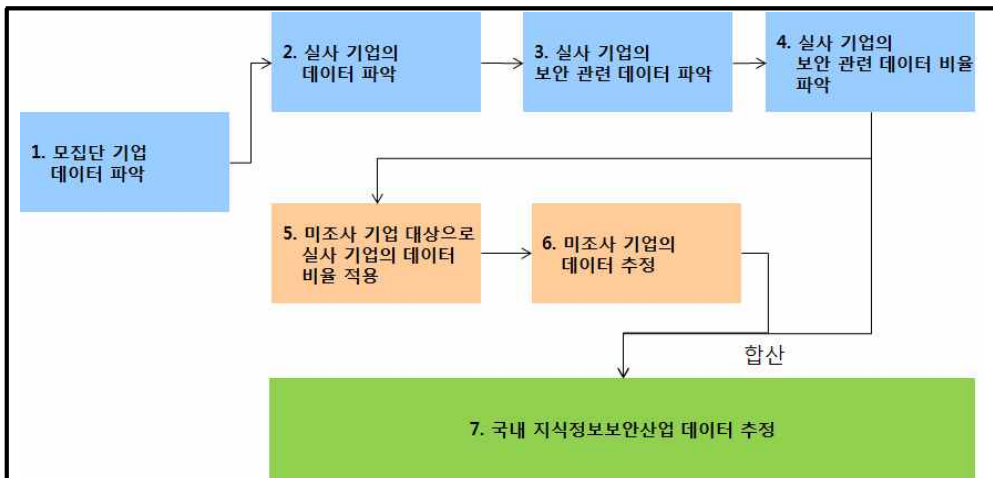 1. 모집단 기업
데이터 파악
2. 실사 기업의
데이터 파악
3. 실사 기업의
보안 관련 데이터 파악
4. 실사 기업의
보안 관련 데이터 비율
파악
5. 미조사 기업 대상으로
실사 기업의 데이터
비율 적용
6. 미조사 기업의
데이터 추정
합산
7. 국내 지식정보보안산업 데이터 추정